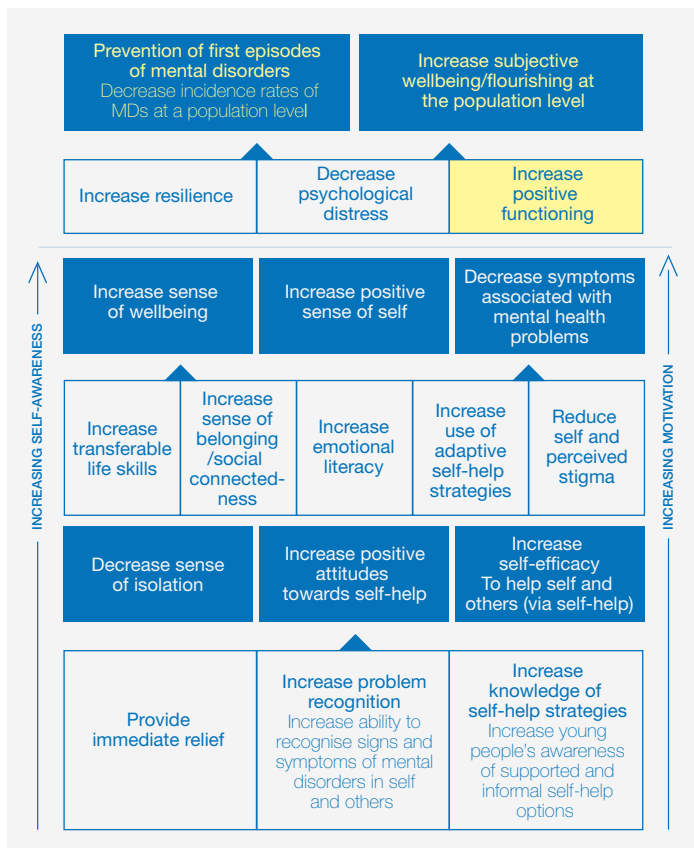 Prevention of first episodes
of mental disorders
Decrease incidence rates of
MDs at a population level
Increase subjective
wellbeing/flourishing at
the population level
Increase resilience
Decrease
psychological
distress
Increase
positive
functioning
INCREASING SELF-AWARENESS
INCREASING MOTIVATION
Increase sense
of wellbeing
Increase positive
sense of self
Decrease symptoms
associated with
mental health
problems
Increase
transferable
life skills
Increase
sense of
belonging
/social
connected-
ness
Increase
emotional
literacy
Increase
use of
adaptive
self-help
strategies
Reduce
self and
perceived
stigma
Decrease sense
of isolation
Increase positive
attitudes
towards self-help
Increase
self-efficacy
To help self and
others (via self-help)
Provide
immediate relief
Increase problem
recognition
Increase ability to
recognise signs and
symptoms of mental
disorders in self
and others
Increase
knowledge of
self-help strategies
Increase young
people's awareness
of supported and
informal self-help
options